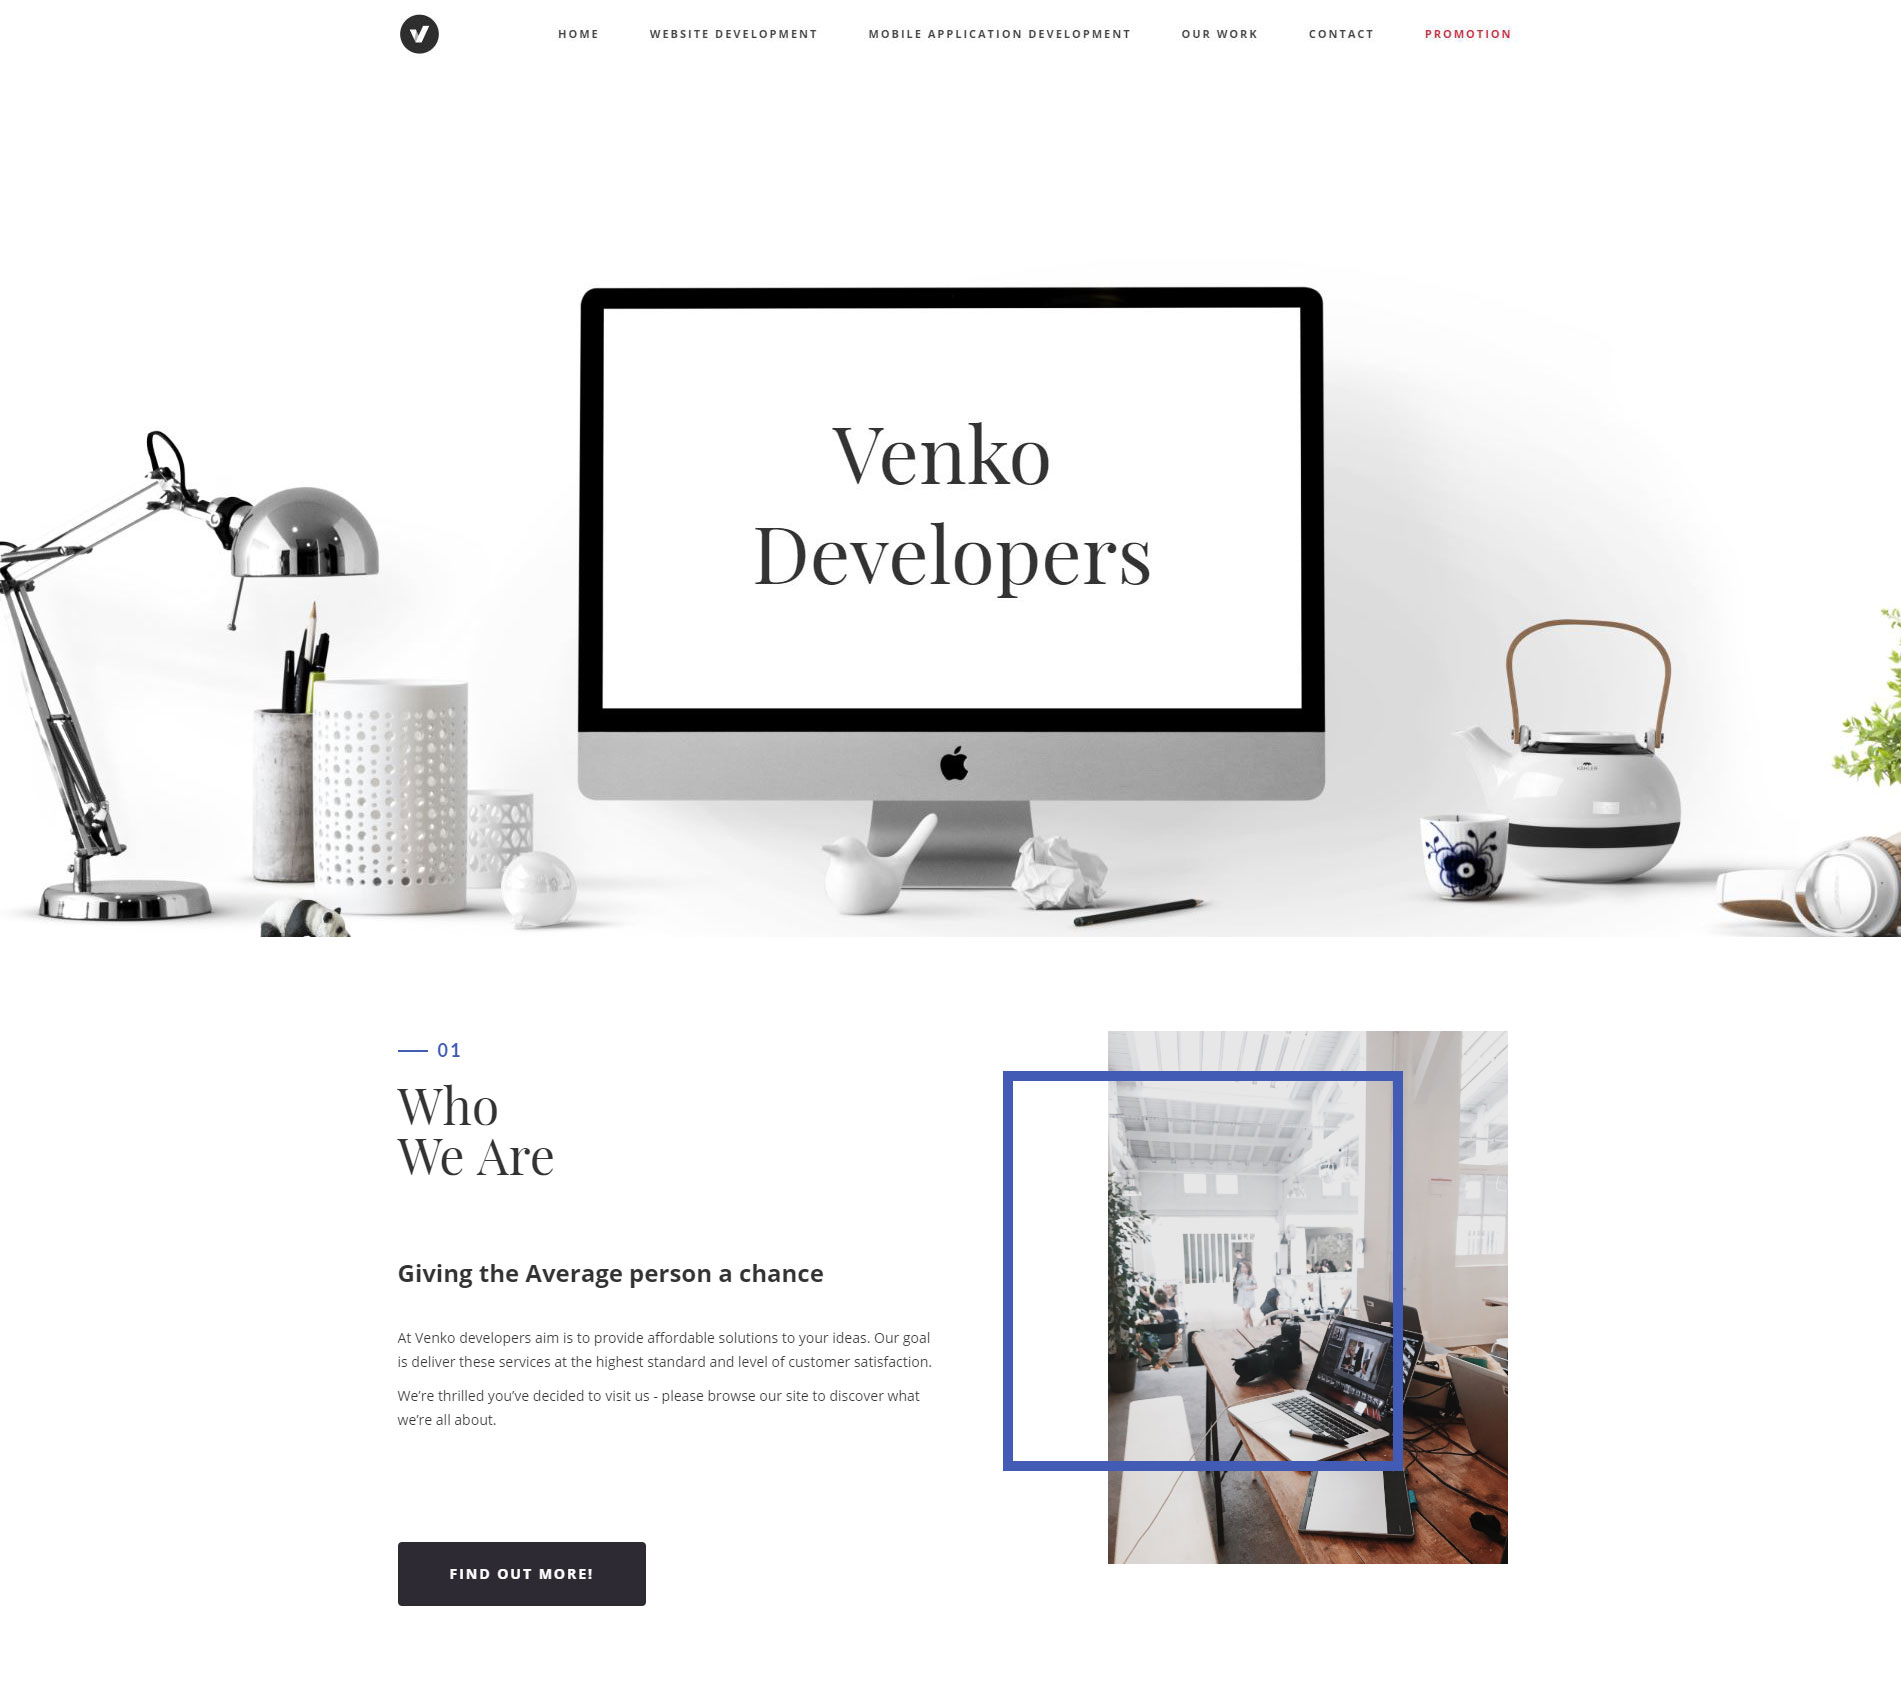 HOME WEBSITE DEVELOPMENT MOBILE APPLICATION DEVELOPMENT OUR WORK CONTACT PROMOTION
Venko
Developers
KÄHLER
01
Who
We Are
Giving the Average person a chance
At Venko developers aim is to provide affordable solutions to your ideas. Our goal
is deliver these services at the highest standard and level of customer satisfaction.
We’re thrilled you’ve decided to visit us - please browse our site to discover what
we’re all about.
FIND OUT MORE!